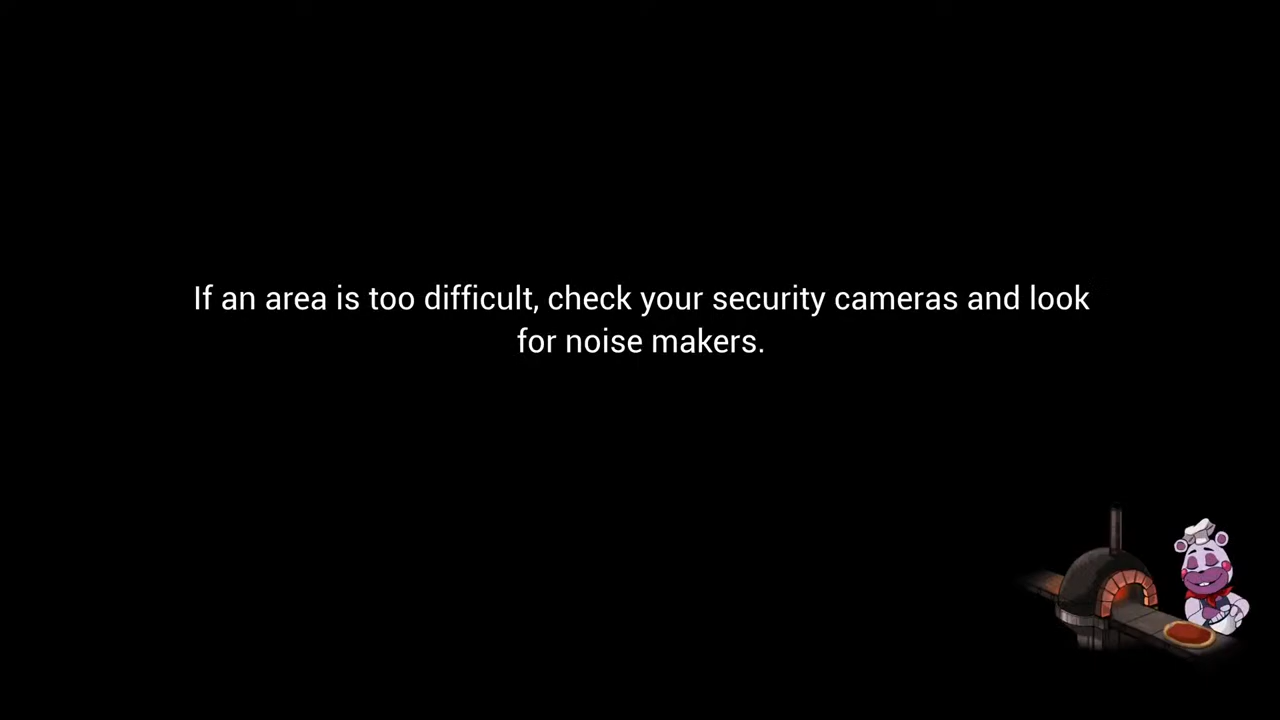 If an area is too difficult, check your security cameras and look
for noise makers.